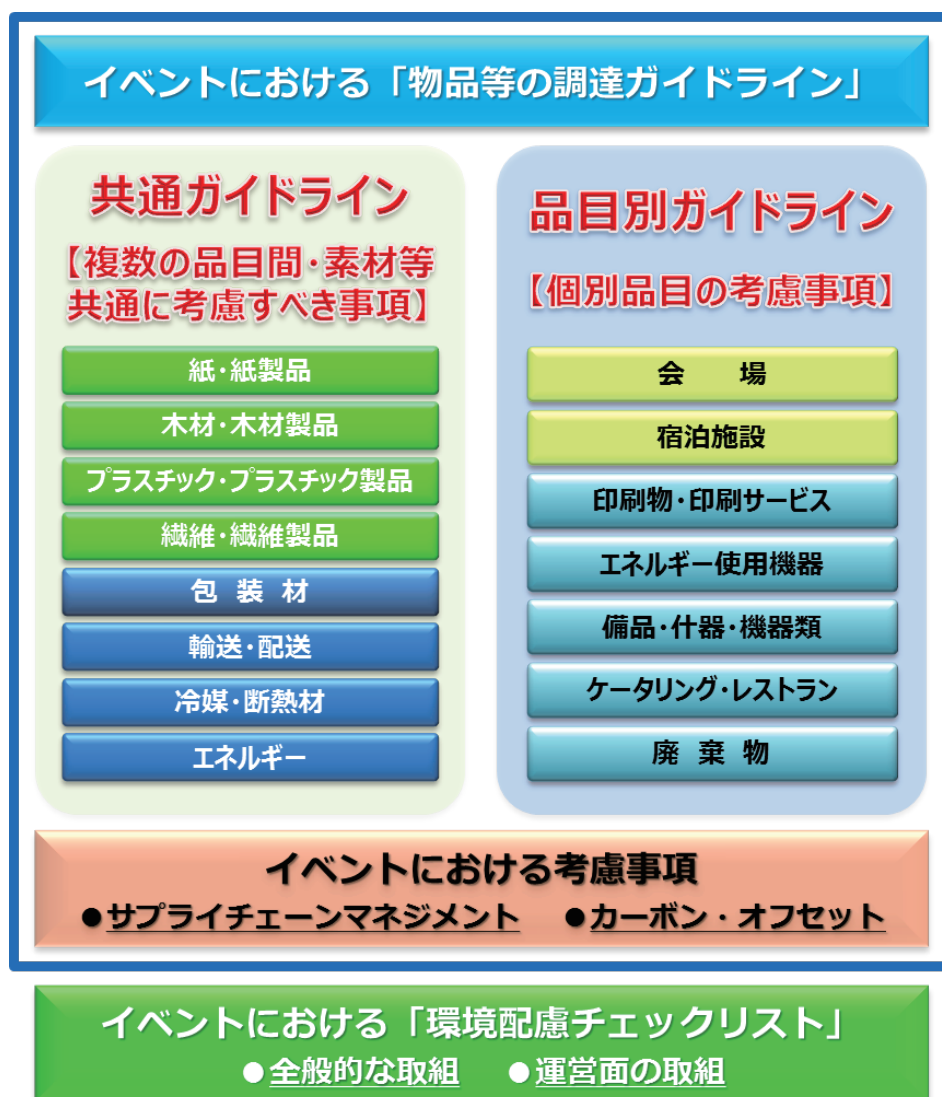 イベントにおける「物品等の調達ガイドライン」
共通ガイドライン
【複数の品目間・素材等
共通に考慮すべき事項】
紙・紙製品
木材・木材製品
プラスチック・プラスチック製品
繊維・繊維製品
包 装 材
輸送・配送
冷媒・断熱材
エネルギー
品目別ガイドライン
【個別品目の考慮事項】
会 場
宿泊施設
印刷物・印刷サービス
エネルギー使用機器
備品・什器・機器類
ケータリング・レストラン
廃 棄 物
イベントにおける考慮事項
●サプライチェーンマネジメント ●カーボン・オフセット
イベントにおける「環境配慮チェックリスト」
●全般的な取組 ●運営面の取組